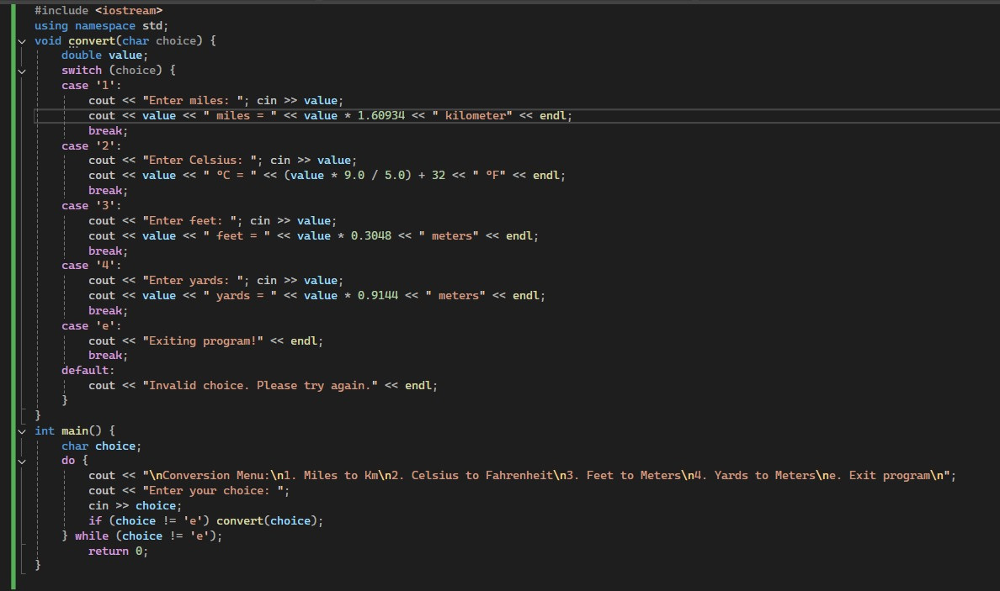 #include <iostream>
using namespace std;
void convert(char choice) {
    double value;
    switch (choice) {
    case '1':
        cout << "Enter miles: "; cin >> value;
        cout << value << " miles = " << value * 1.60934 << " kilometer" << endl;
        break;
    case '2':
        cout << "Enter Celsius: "; cin >> value;
        cout << value << " °C = " << (value * 9.0 / 5.0) + 32 << " °F" << endl;
        break;
    case '3':
        cout << "Enter feet: "; cin >> value;
        cout << value << " feet = " << value * 0.3048 << " meters" << endl;
        break;
    case '4':
        cout << "Enter yards: "; cin >> value;
        cout << value << " yards = " << value * 0.9144 << " meters" << endl;
        break;
    case 'e':
        cout << "Exiting program!" << endl;
        break;
    default:
        cout << "Invalid choice. Please try again." << endl;
    }
}
int main() {
    char choice;
    do {
        cout << "\nConversion Menu:\n1. Miles to Km\n2. Celsius to Fahrenheit\n3. Feet to Meters\n4. Yards to Meters\ne. Exit program\n";
        cout << "Enter your choice: ";
        cin >> choice;
        if (choice != 'e') convert(choice);
    } while (choice != 'e');
        return 0;
}